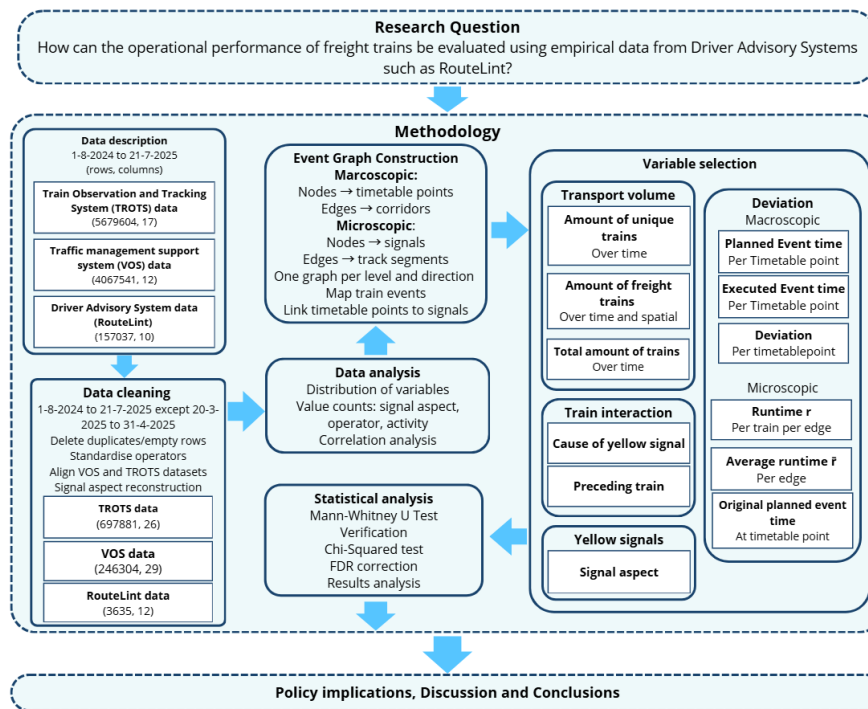 Research Question
How can the operational performance of freight trains be evaluated using empirical data from Driver Advisory Systems
such as RouteLint?
Methodology
Data description
1-8-2024 to 21-7-2025
(rows, columns)
Train Observation and Tracking
System (TROTS) data
(5679604, 17)
Traffic management support
system (VOS) data
(4067541, 12)
Driver Advisory System data
(RouteLint)
(157037, 10)
Data cleaning
1-8-2024 to 21-7-2025 except 20-3-
2025 to 31-4-2025
Delete duplicates/empty rows
Standardise operators
Align VOS and TROTS datasets
Signal aspect reconstruction
TROTS data
(697881, 26)
VOS data
(246304, 29)
RouteLint data
(3635, 12)
Event Graph Construction
Marcoscopic:
Nodes → timetable points
Edges → corridors
Microscopic:
Nodes → signals
Edges → track segments
One graph per level and direction
Map train events
Link timetable points to signals
Data analysis
Distribution of variables
Value counts: signal aspect,
operator, activity
Correlation analysis
Statistical analysis
Mann-Whitney U Test
Verification
Chi-Squared test
FDR correction
Results analysis
Variable selection
Transport volume
Amount of unique
trains
Over time
Amount of freight
trains
Over time and spatial
Total amount of trains
Over time
Train interaction
Cause of yellow signal
Preceding train
Yellow signals
Signal aspect
Deviation
Macroscopic
Planned Event time
Per Timetable point
Executed Event time
Per Timetable point
Deviation
Per timetablepoint
Microscopic
Runtime r
Per train per edge
Average runtime r̄
Per edge
Original planned event
time
At timetable point
Policy implications, Discussion and Conclusions